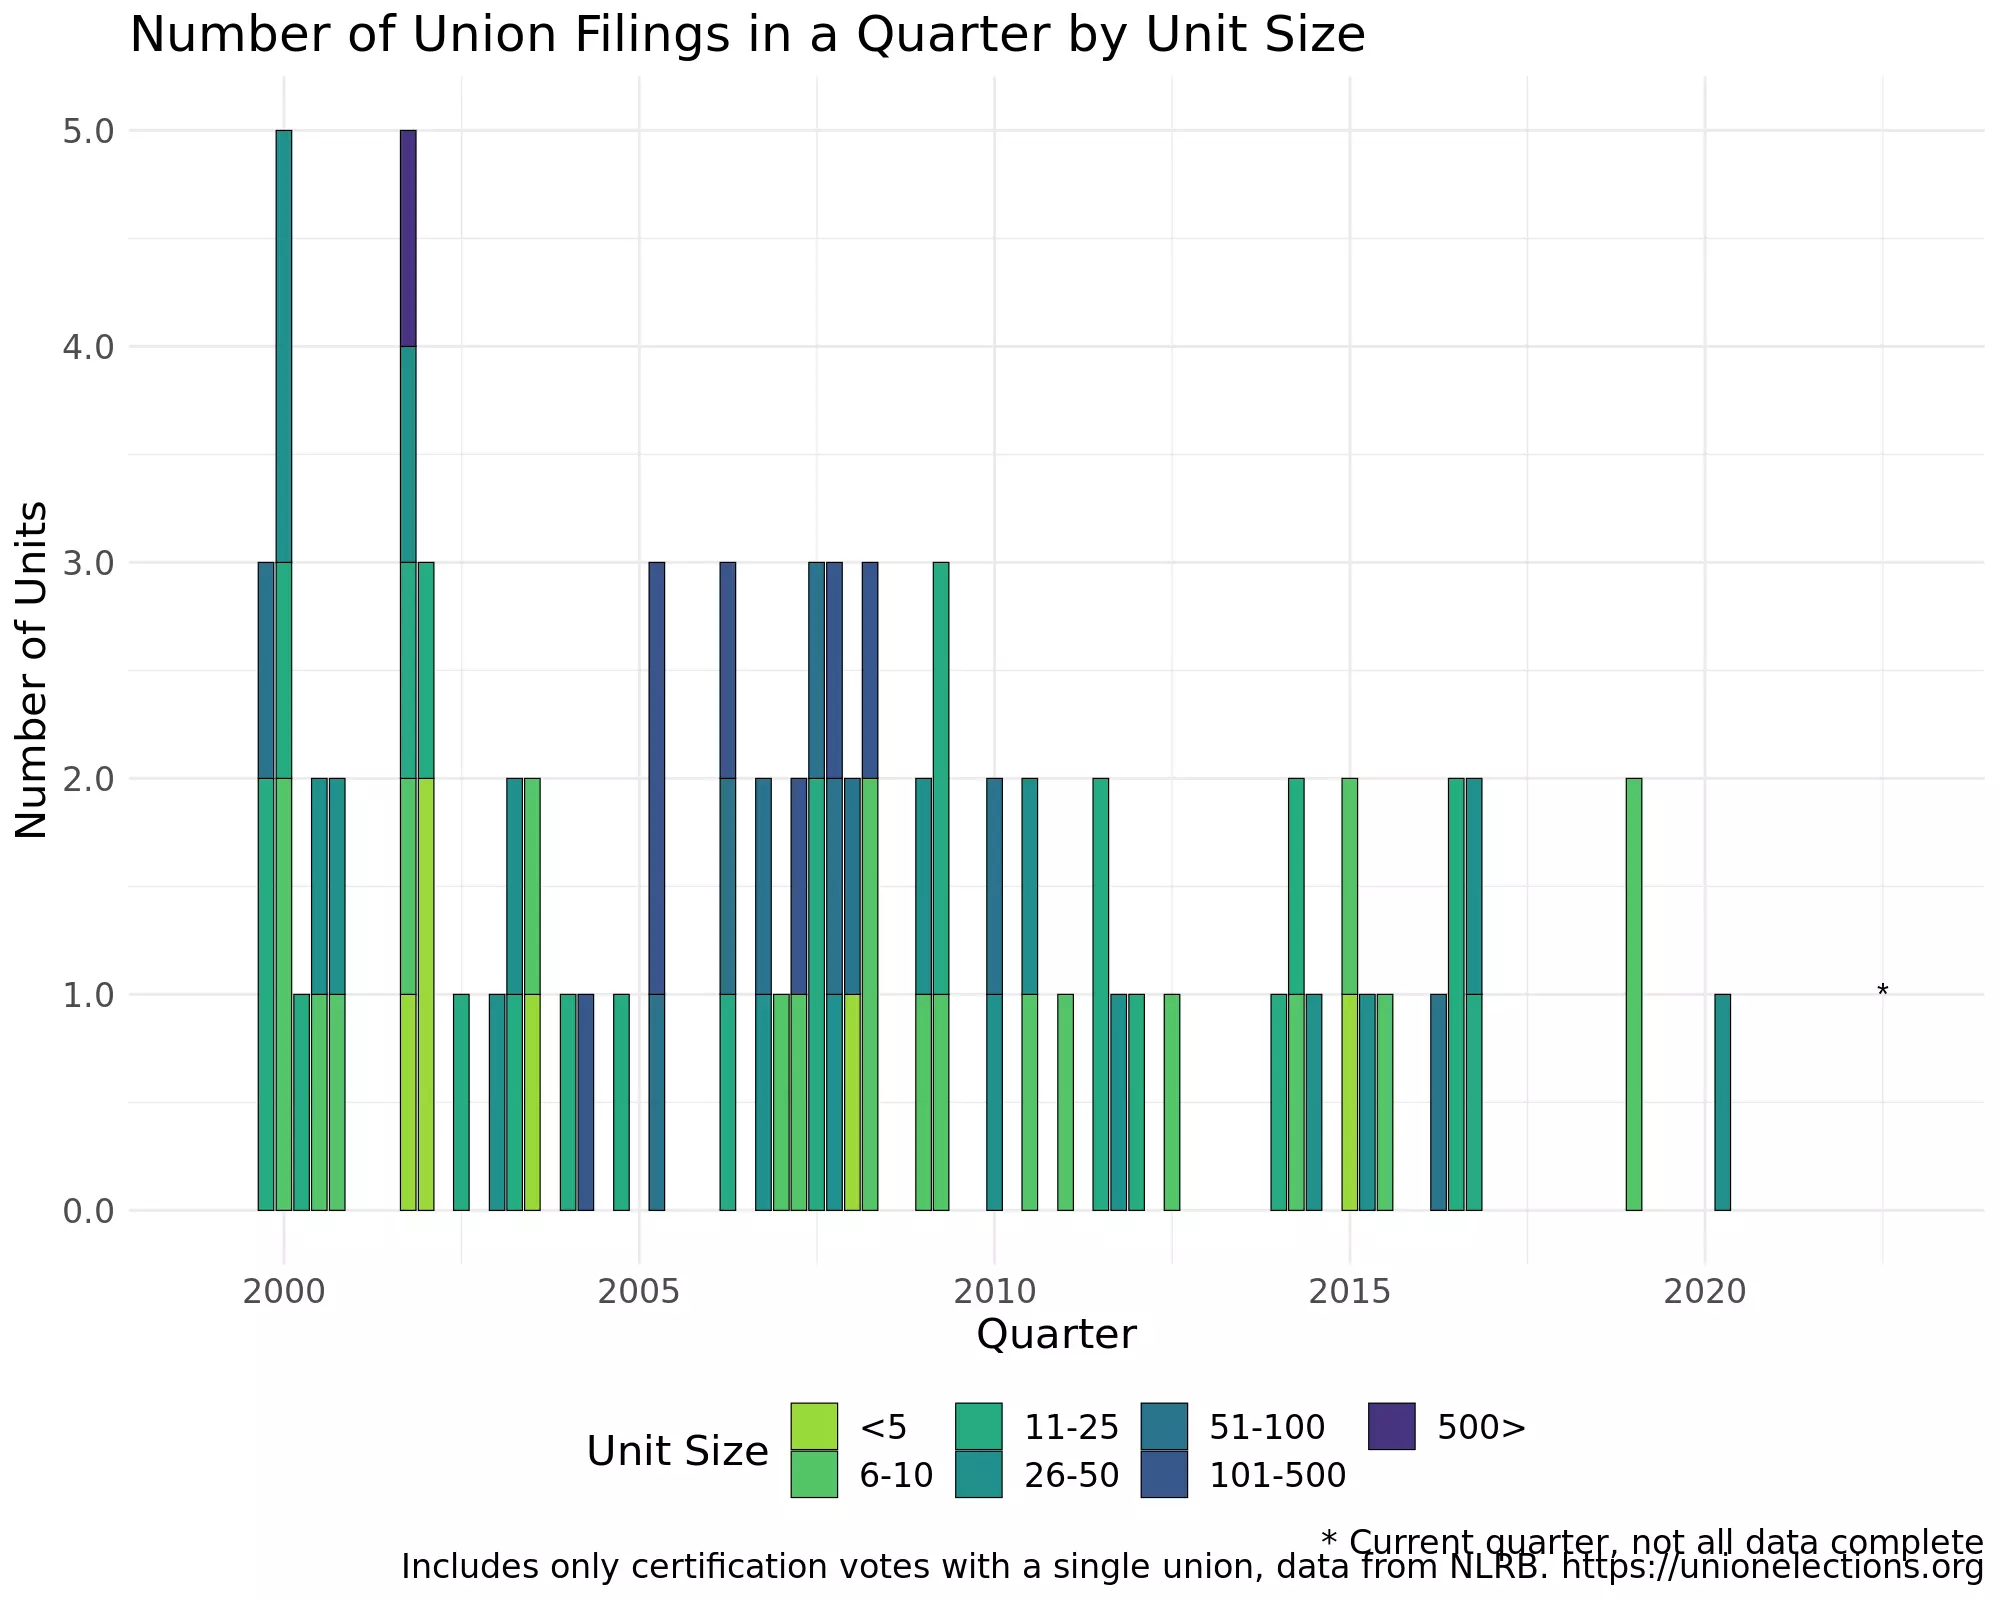 Number of Union Filings in a Quarter by Unit Size
Number of Units
5.0
4.0
3.0
2.0
1.0
0.0
*
2000 2005 2010 2015 2020
Quarter
Unit Size
<5 11-25 51-100 500>
6-10 26-50 101-500
* Current quarter, not all data complete
Includes only certification votes with a single union, data from NLRB. https://unionelections.org